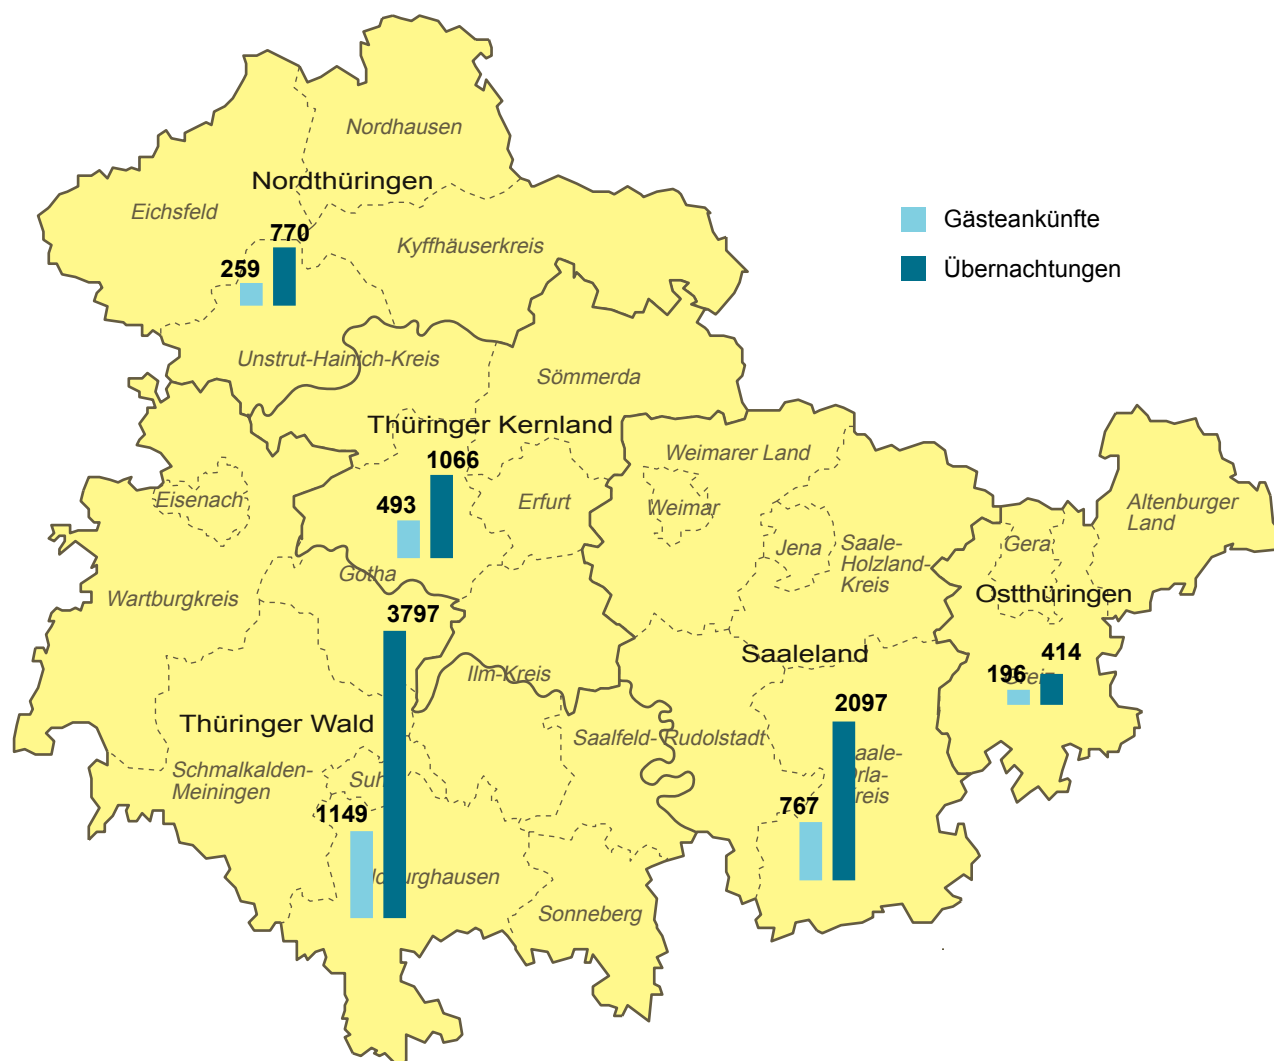 Nordhausen
Nordthüringen
Eichsfeld
770
Kyffhäuserkreis
259
Gästeankünfte
Übernachtungen
Unstrut-Hainich-Kreis
Sömmerda
Thüringer Kernland
1066
493
Erfurt
Weimarer Land
Weimar
Jena
Saale-
Holzland-
Kreis
Eisenach
Gotha
Wartburgkreis
Gera
Altenburger
Land
Ostthüringen
414
196
3797
Ilm-Kreis
Saaleland
2097
Thüringer Wald
Saalfeld- Rudolstadt
Schmalkalden-
Meiningen
1149
767
Sonneberg